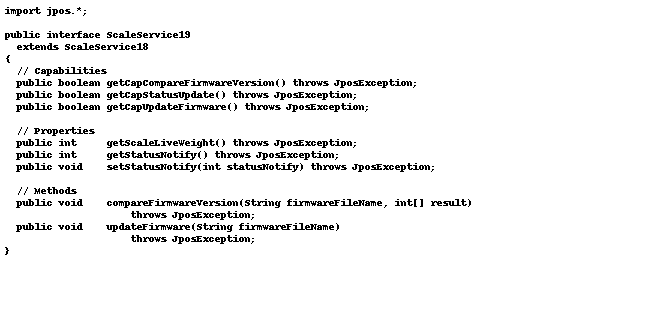 import jpos.*;
public interface ScaleService19
extends ScaleService18
{
// Capabilities
public boolean getCapCompareFirmwareVersion() throws JposException;
public boolean getCapStatusUpdate() throws JposException;
public boolean getCapUpdateFirmware() throws JposException;
// Properties
public int getScaleLiveWeight() throws JposException;
public int getStatusNotify() throws JposException;
public void setStatusNotify(int statusNotify) throws JposException;
// Methods
public void compareFirmwareVersion(String firmwareFileName, int[] result)
throws JposException;
public void updateFirmware(String firmwareFileName)
throws JposException;
}